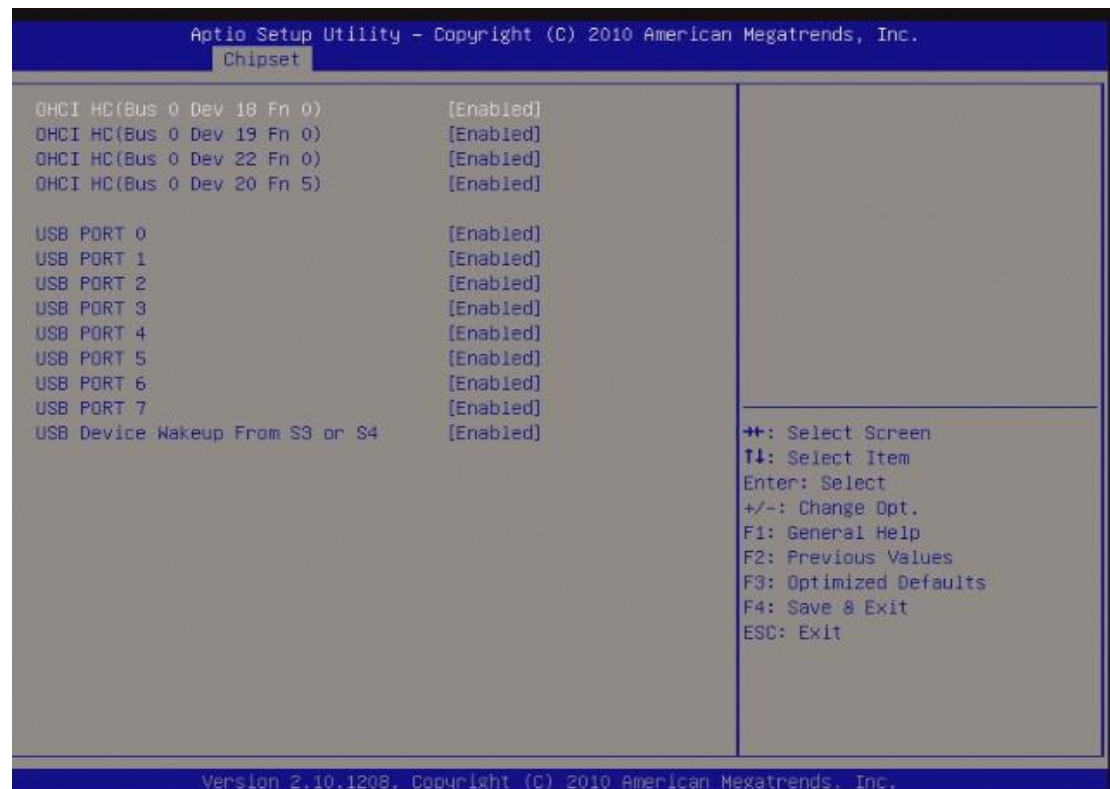 Aptio Setup Utility – Copyright (C) 2010 American Megatrends, Inc.
Chipset
OHCI HC(Bus 0 Dev 18 Fn 0) [Enabled]
OHCI HC(Bus 0 Dev 19 Fn 0) [Enabled]
OHCI HC(Bus 0 Dev 22 Fn 0) [Enabled]
OHCI HC(Bus 0 Dev 20 Fn 5) [Enabled]
USB PORT 0 [Enabled]
USB PORT 1 [Enabled]
USB PORT 2 [Enabled]
USB PORT 3 [Enabled]
USB PORT 4 [Enabled]
USB PORT 5 [Enabled]
USB PORT 6 [Enabled]
USB PORT 7 [Enabled]
USB Device Wakeup From S3 or S4 [Enabled]
→←: Select Screen
↑↓: Select Item
Enter: Select
+/-: Change Opt.
F1: General Help
F2: Previous Values
F3: Optimized Defaults
F4: Save & Exit
ESC: Exit
Version 2.10.1208. Copyright (C) 2010 American Megatrends, Inc.